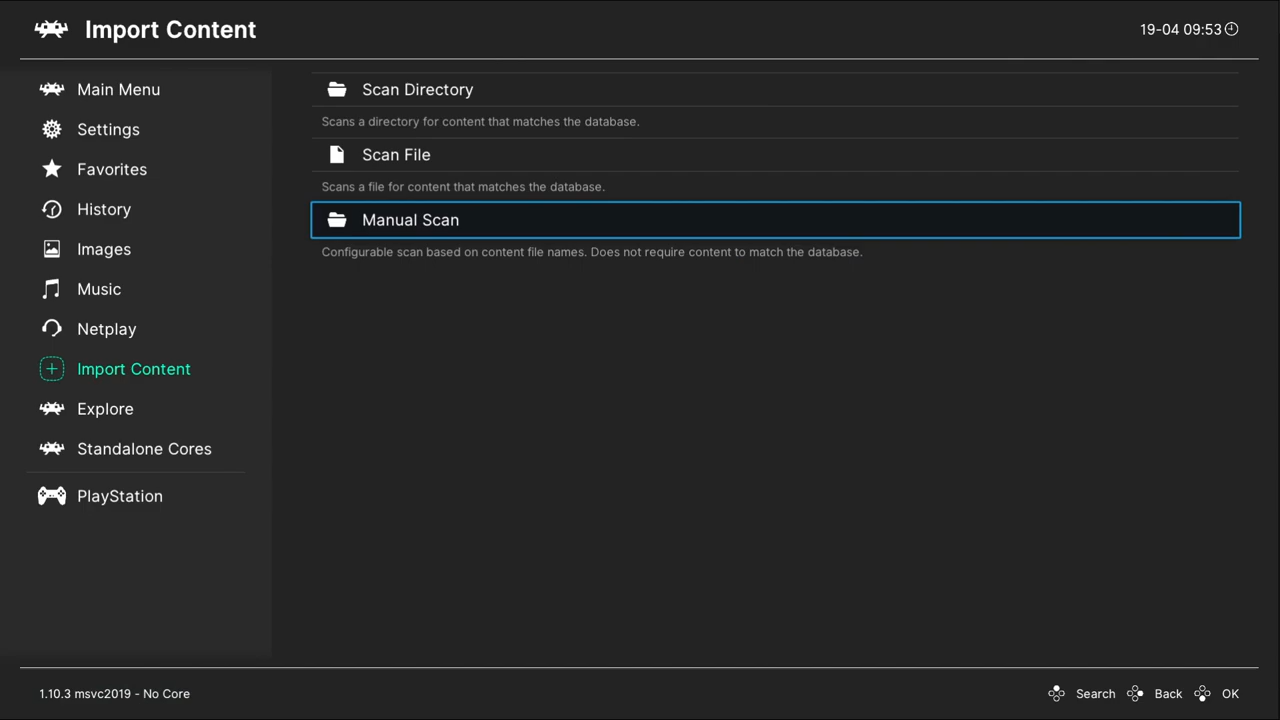 Import Content
19-04 09:53
Main Menu
Settings
Favorites
History
Images
Music
Netplay
Import Content
Explore
Standalone Cores
PlayStation
Scan Directory
Scans a directory for content that matches the database.
Scan File
Scans a file for content that matches the database.
Manual Scan
Configurable scan based on content file names. Does not require content to match the database.
1.10.3 msvc2019 - No Core
Search Back OK